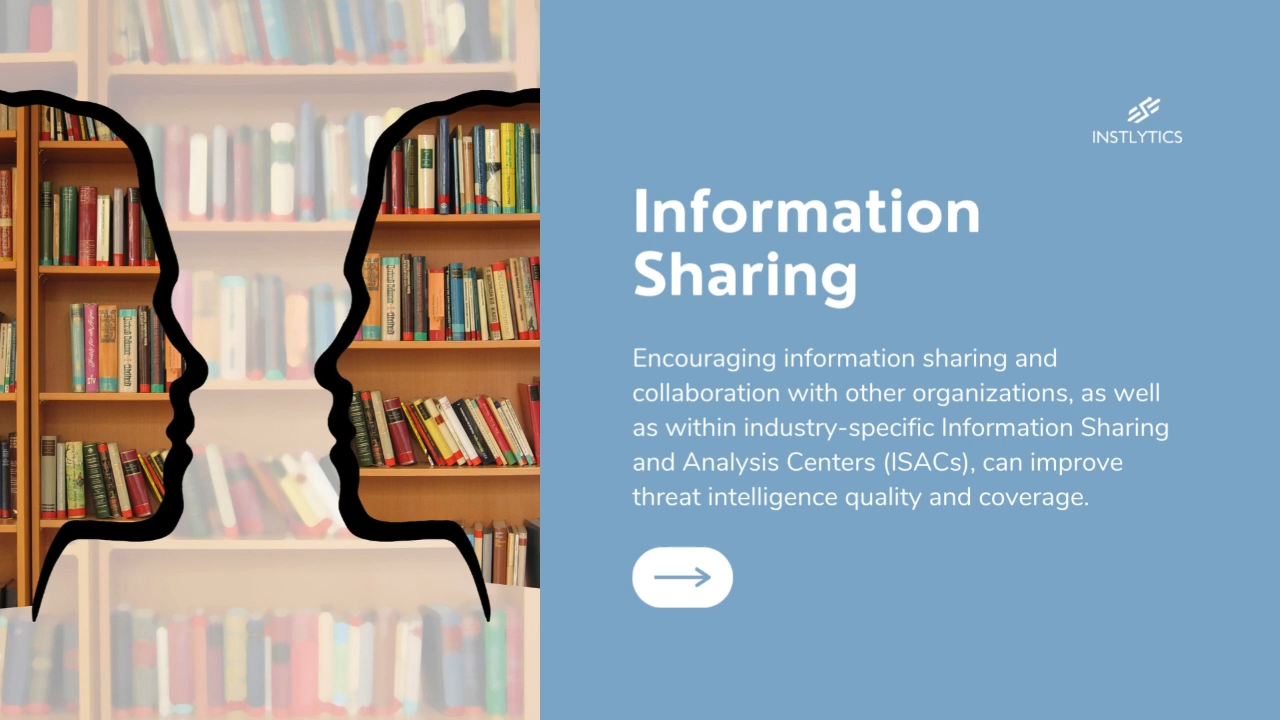 INSTLYTICS
Information
Sharing
Encouraging information sharing and
collaboration with other organizations, as well
as within industry-specific Information Sharing
and Analysis Centers (ISACs), can improve
threat intelligence quality and coverage.